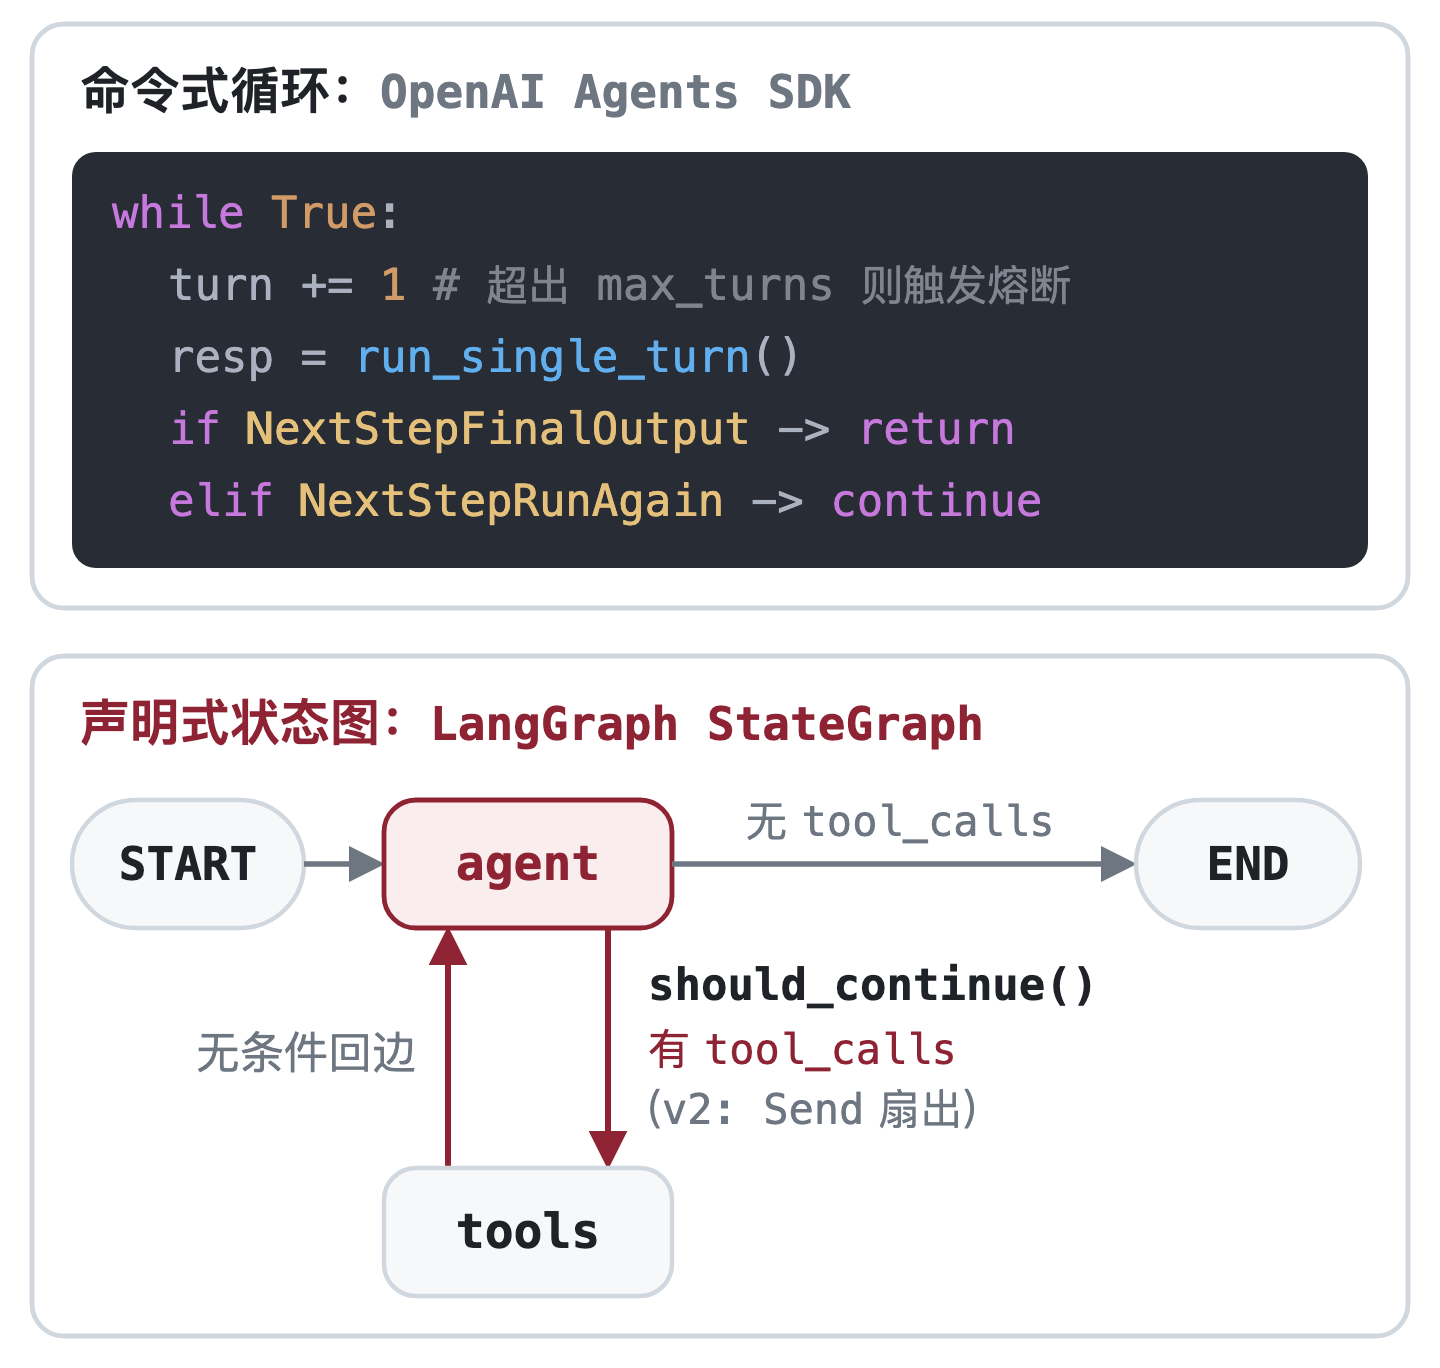 命令式循环：OpenAI Agents SDK
while True:
turn += 1 # 超出 max_turns 则触发熔断
resp = run_single_turn()
if NextStepFinalOutput —> return
elif NextStepRunAgain —> continue
声明式状态图：LangGraph StateGraph
START
agent
无 tool_calls
END
无条件回边
should_continue()
有 tool_calls
(v2: Send 扇出)
tools